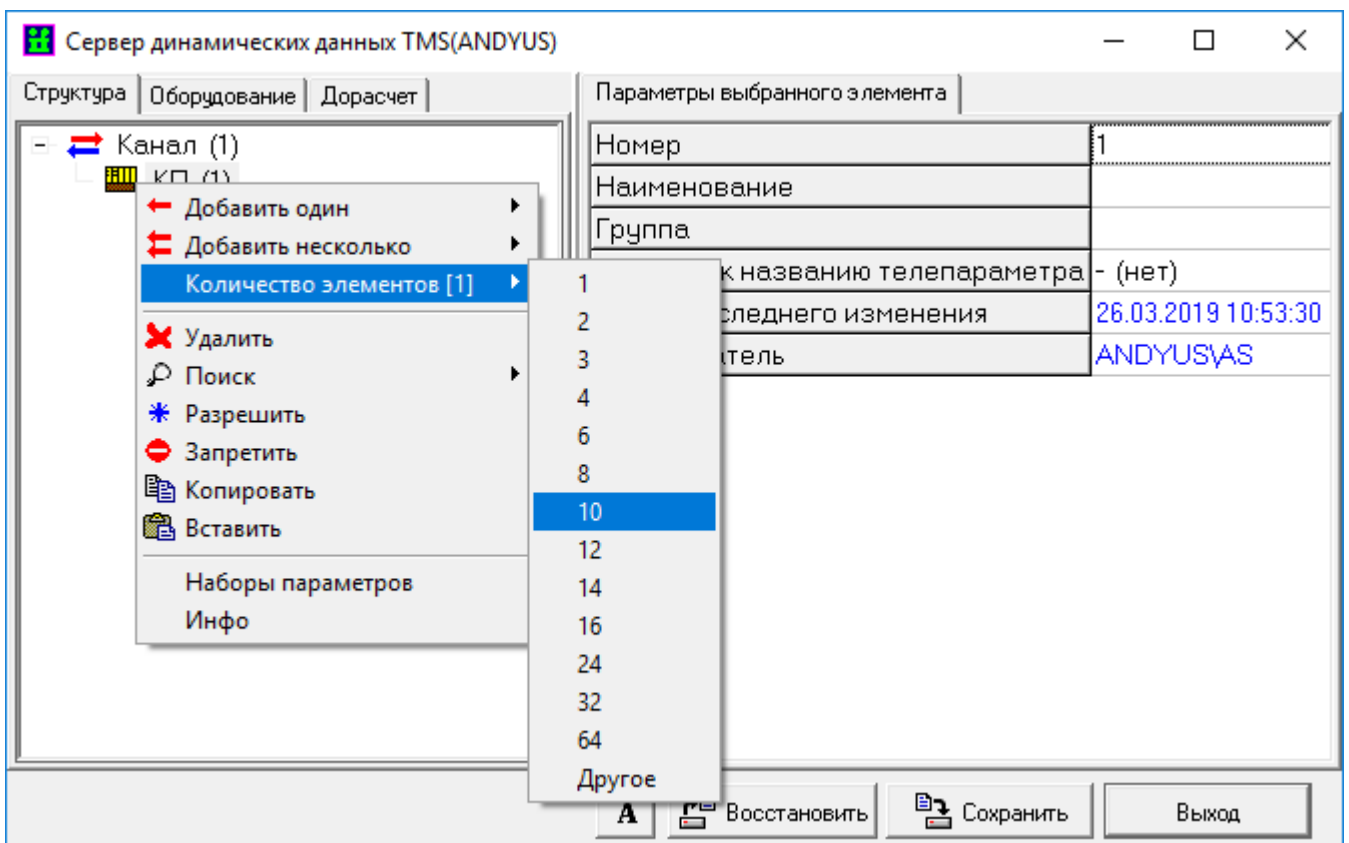 Сервер динамических данных TMS(ANDYUS)
Структура Оборудование Дорасчет
Параметры выбранного элемента
Канал (1)
КП (1)
Добавить один
Добавить несколько
Количество элементов [1]
Удалить
Поиск
Разрешить
Запретить
Копировать
Вставить
Наборы параметров
Инфо
1
2
3
4
6
8
10
12
14
16
24
32
64
Другое
Номер 1
Наименование
Группа
к названию телепараметра - (нет)
следнего изменения 26.03.2019 10:53:30
тель ANDYUS\AS
A Восстановить Сохранить Выход